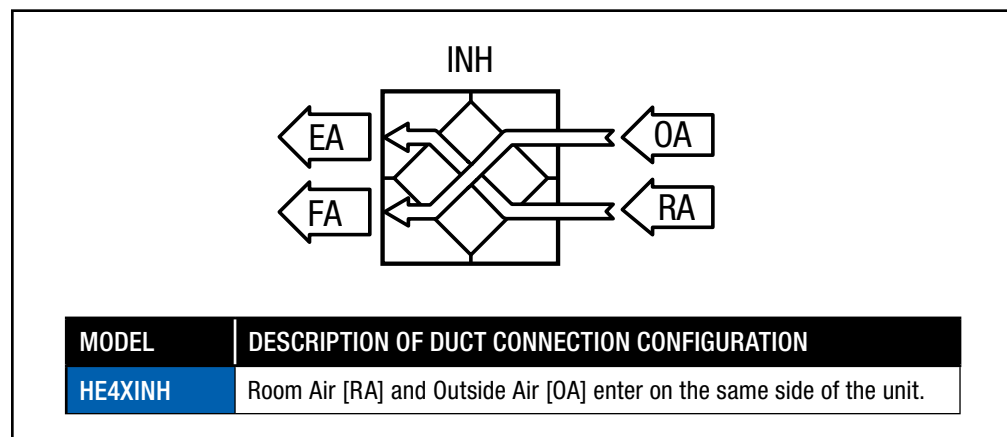 INH
EA OA
FA RA
MODEL DESCRIPTION OF DUCT CONNECTION CONFIGURATION
HE4XINH Room Air [RA] and Outside Air [OA] enter on the same side of the unit.